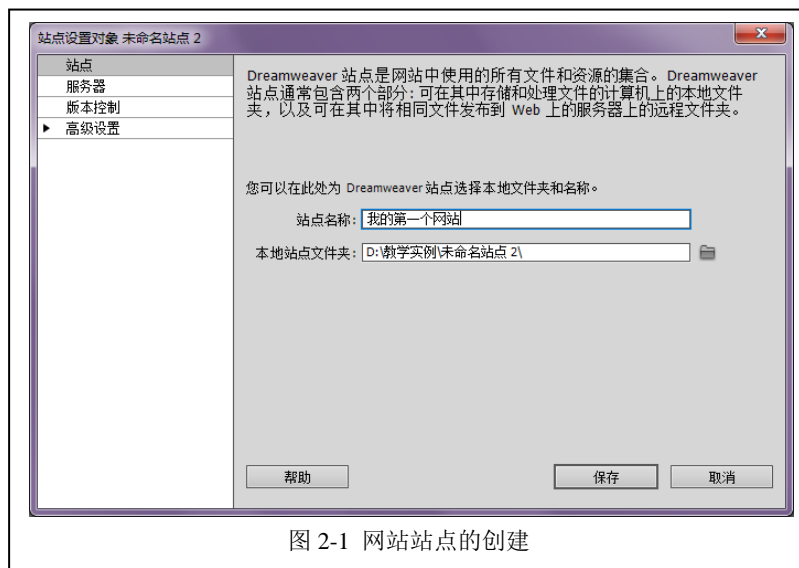 站点设置对象 未命名站点 2
站点
服务器
版本控制
高级设置
Dreamweaver 站点是网站中使用的所有文件和资源的集合。Dreamweaver
站点通常包含两个部分:可在其中存储和处理文件的计算机上的本地文件
夹,以及可在其中将相同文件发布到 Web 上的服务器上的远程文件夹。
您可以在此处为 Dreamweaver 站点选择本地文件夹和名称。
站点名称: 我的第一个网站
本地站点文件夹: D:\教学实例\未命名站点 2\
帮助 保存 取消
图 2-1 网站站点的创建